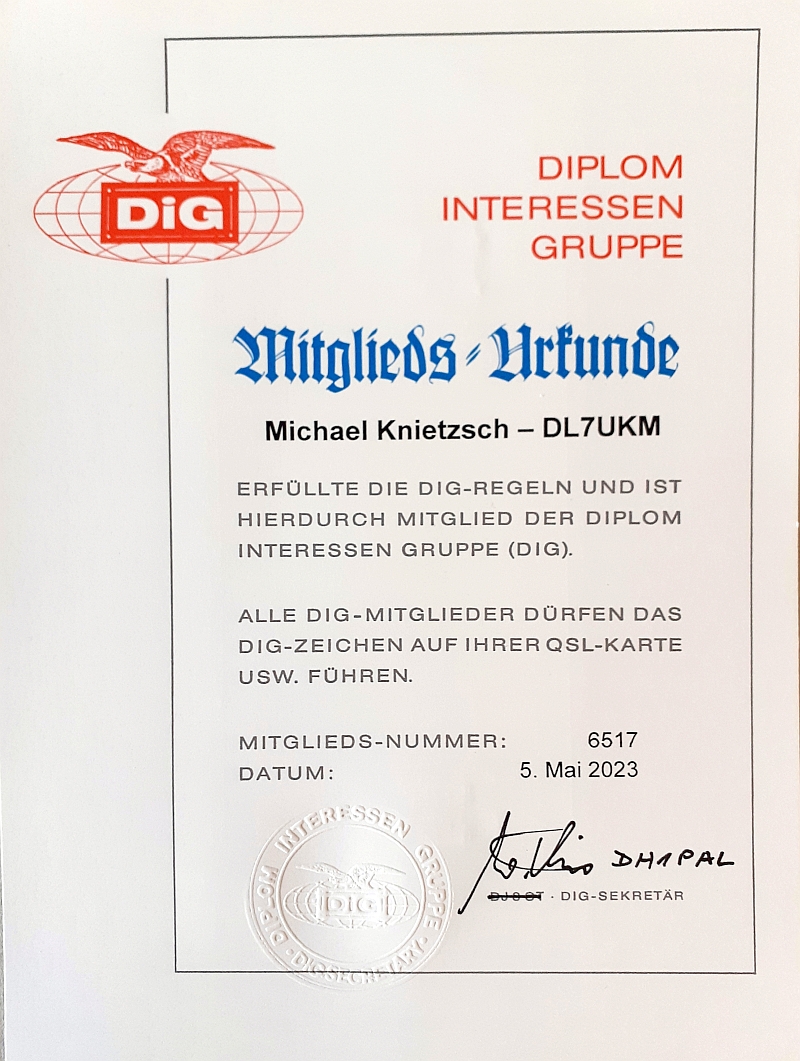 DiG
DIPLOM
INTERESSEN
GRUPPE
Mitglieds-Urkunde
Michael Knietzsch – DL7UKM
ERFÜLLTE DIE DIG-REGELN UND IST
HIERDURCH MITGLIED DER DIPLOM
INTERESSEN GRUPPE (DIG).
ALLE DIG-MITGLIEDER DÜRFEN DAS
DIG-ZEICHEN AUF IHRER QSL-KARTE
USW. FÜHREN.
MITGLIEDS-NUMMER: 6517
DATUM: 5. Mai 2023
DH1PAL
· DIG-SEKRETÄR
DIPLOM INTERESSEN GRUPPE · DIG SECRETARY ·
DIG